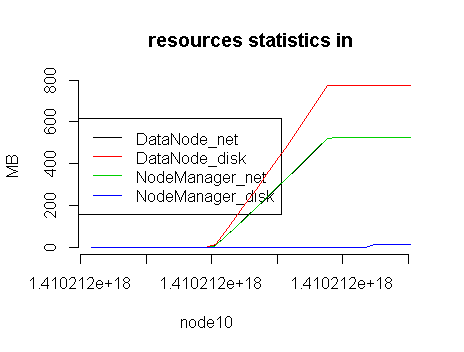 resources statistics in
MB
800
600
400
200
0
DataNode_net
DataNode_disk
NodeManager_net
NodeManager_disk
1.410212e+18 1.410212e+18 1.410212e+18
node10